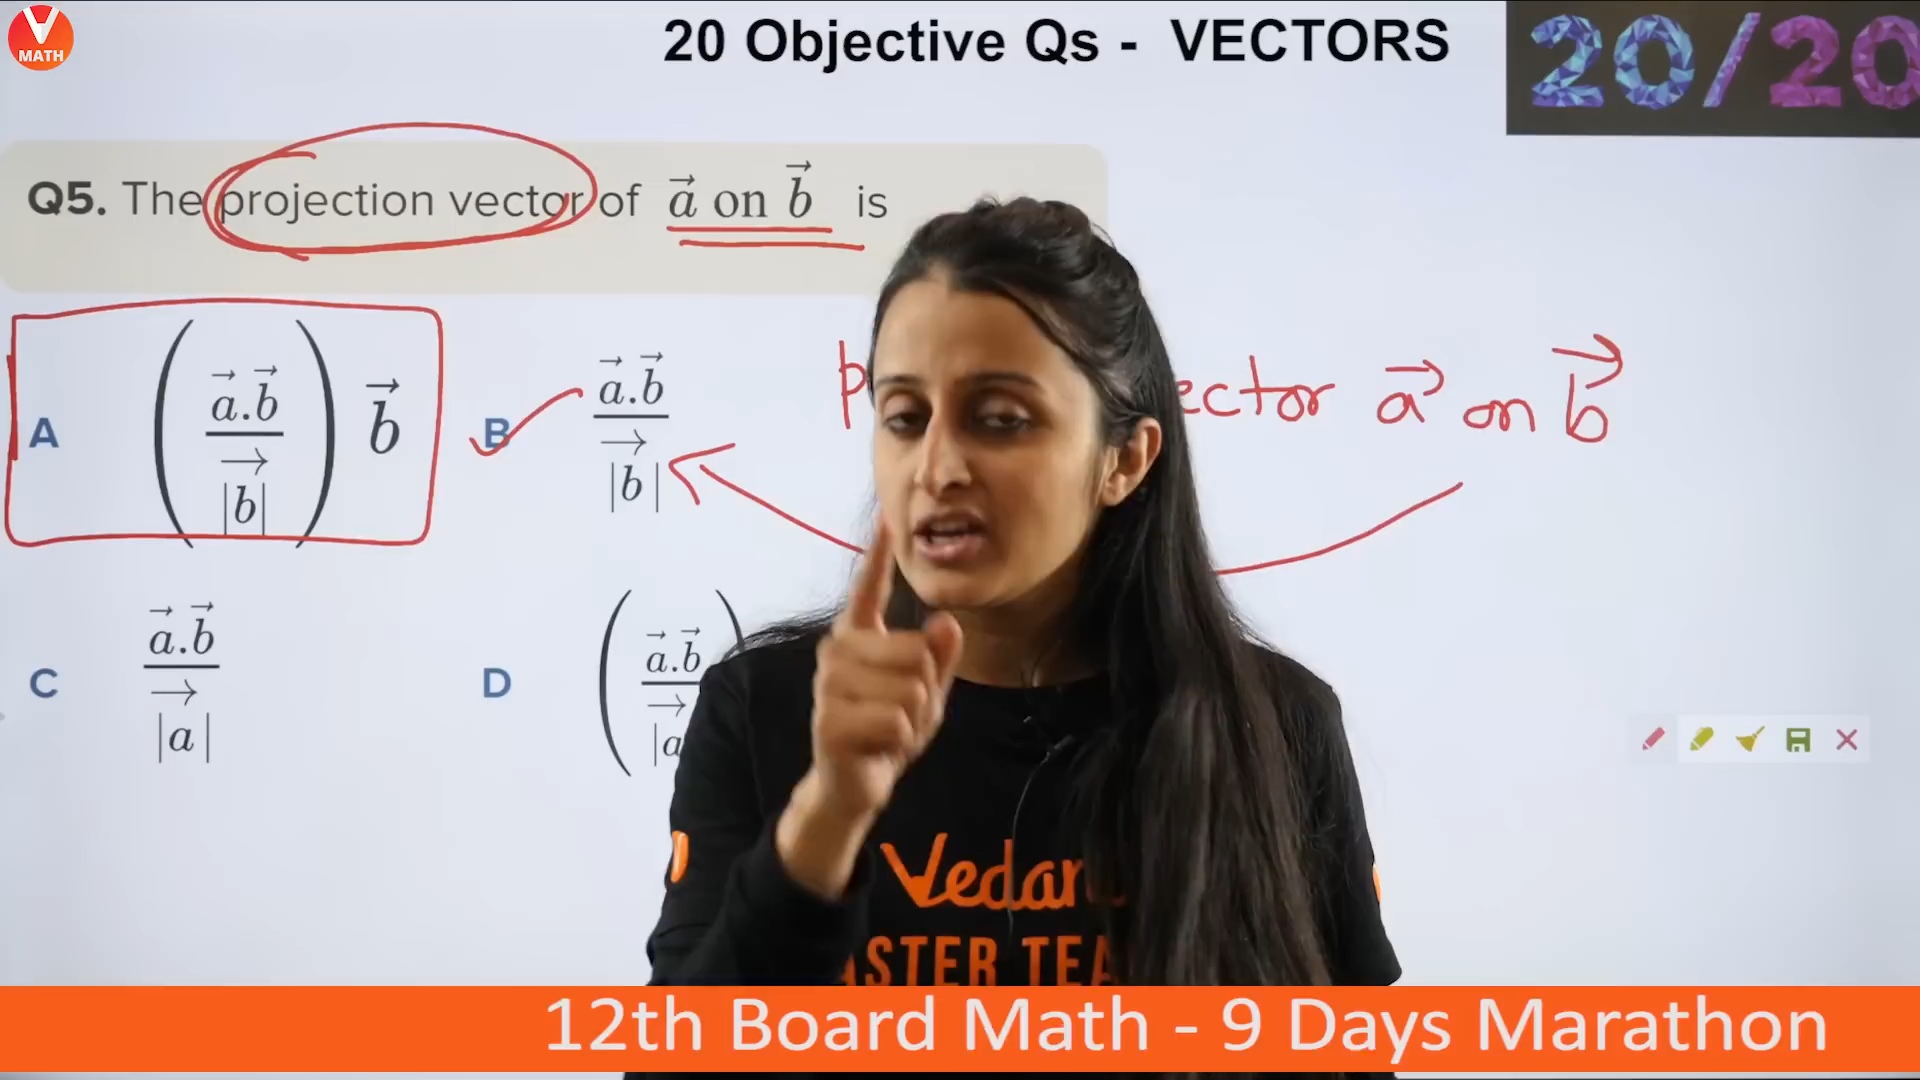 V
MATH
20 Objective Qs - VECTORS
20/20
Q5. The projection vector of a⃗ on b⃗ is
A (a⃗.b⃗ / |b⃗|) b⃗
B a⃗.b⃗ / |b⃗|
a⃗ on b⃗
C a⃗.b⃗ / |a⃗|
D (a⃗.b⃗
Vedan
ASTER TEA
12th Board Math - 9 Days Marathon